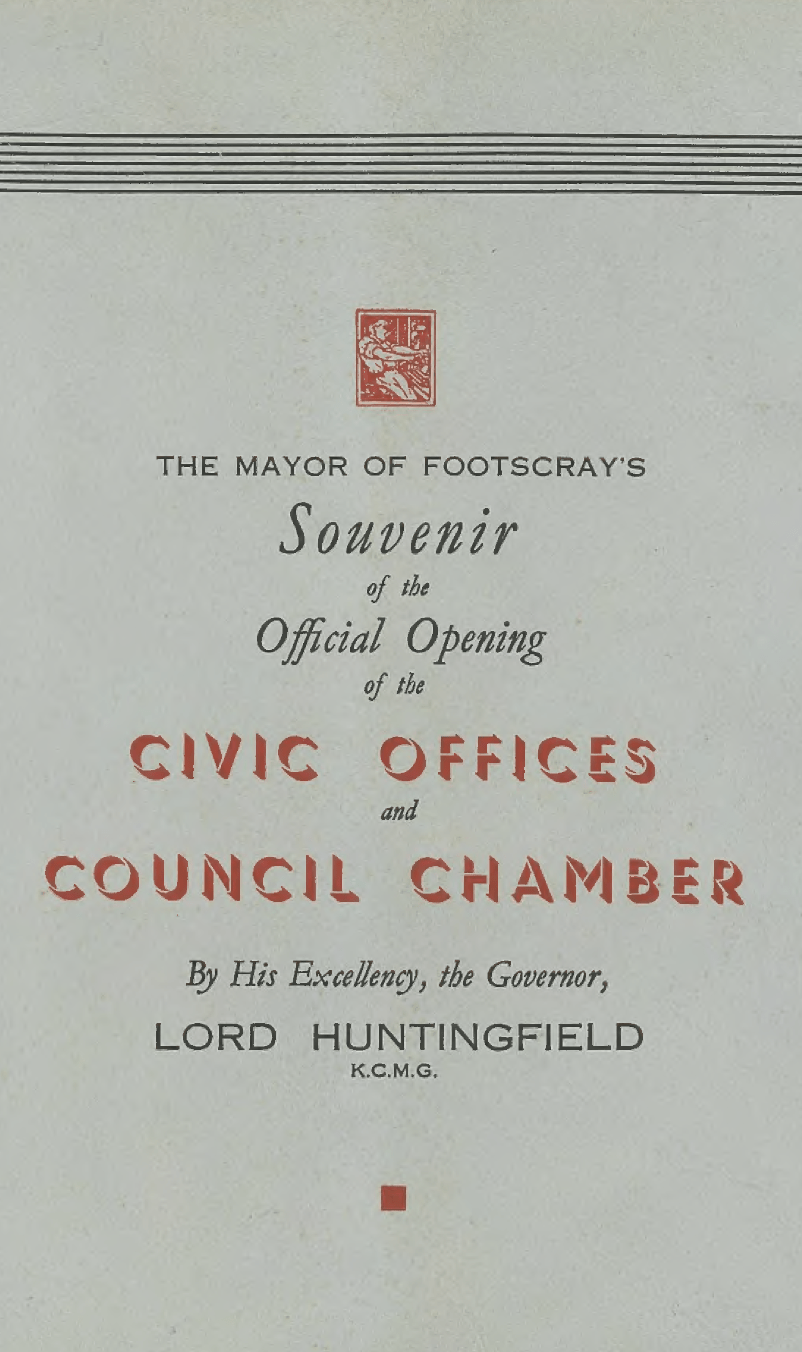 THE MAYOR OF FOOTSCRAY'S
Souvenir
of the
Official Opening
of the
CIVIC OFFICES
and
COUNCIL CHAMBER
By His Excellency, the Governor,
LORD HUNTINGFIELD
K.C.M.G.